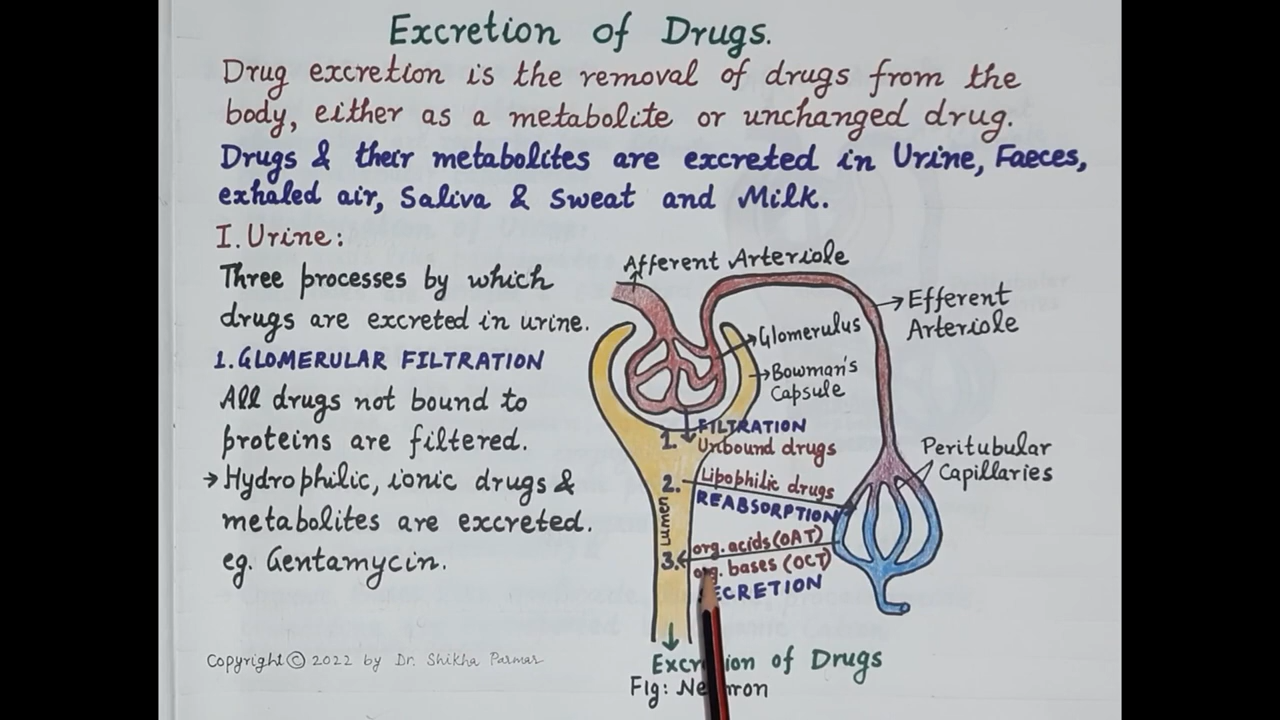 Excretion of Drugs.
Drug excretion is the removal of drugs from the
body, either as a metabolite or unchanged drug.
Drugs & their metabolites are excreted in Urine, Faeces,
exhaled air, Saliva & Sweat and Milk.
I. Urine:
Three processes by which
drugs are excreted in urine.
1. GLOMERULAR FILTRATION
All drugs not bound to
proteins are filtered.
→ Hydrophilic, ionic drugs &
metabolites are excreted.
eg. Gentamycin.
Afferent Arteriole
Efferent
Arteriole
Glomerulus
Bowman's
Capsule
1. FILTRATION
Unbound drugs
Peritubular
Capillaries
2. Lipophilic drugs
REABSORPTION
Lumen
3. org. acids (OAT)
org. bases (OCT)
ECRETION
Excr ion of Drugs
Fig: Ne ron
Copyright © 2022 by Dr. Shikha Parmar